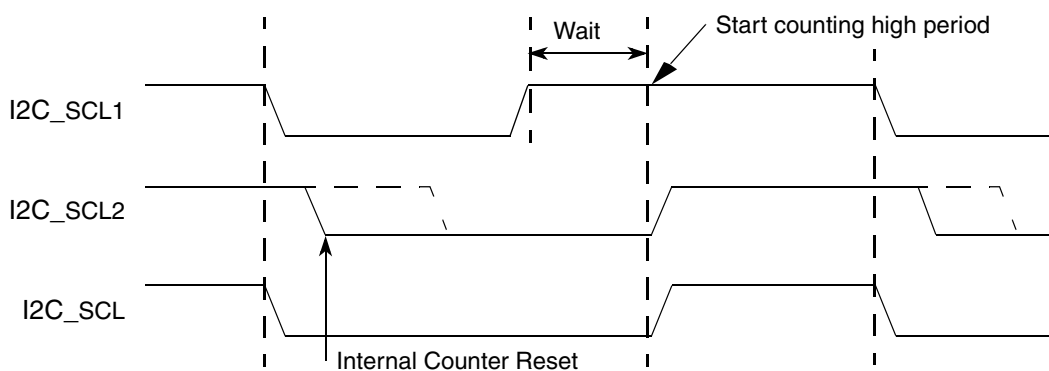 Wait
Start counting high period
I2C_SCL1
I2C_SCL2
I2C_SCL
Internal Counter Reset